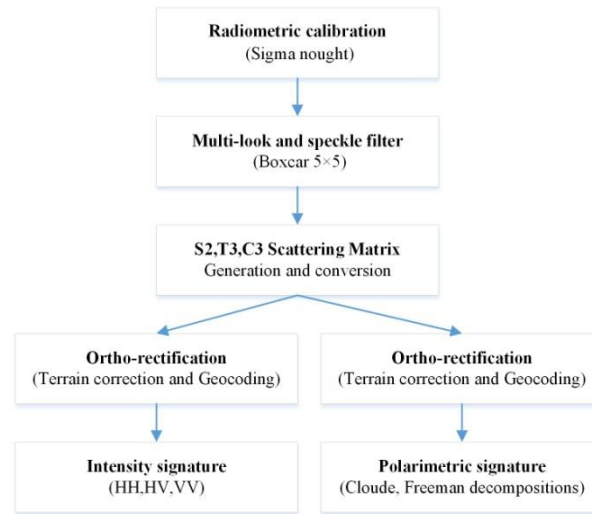 Radiometric calibration
(Sigma nought)
Multi-look and speckle filter
(Boxcar 5×5)
S2,T3,C3 Scattering Matrix
Generation and conversion
Ortho-rectification
(Terrain correction and Geocoding)
Ortho-rectification
(Terrain correction and Geocoding)
Intensity signature
(HH,HV,VV)
Polarimetric signature
(Cloude, Freeman decompositions)